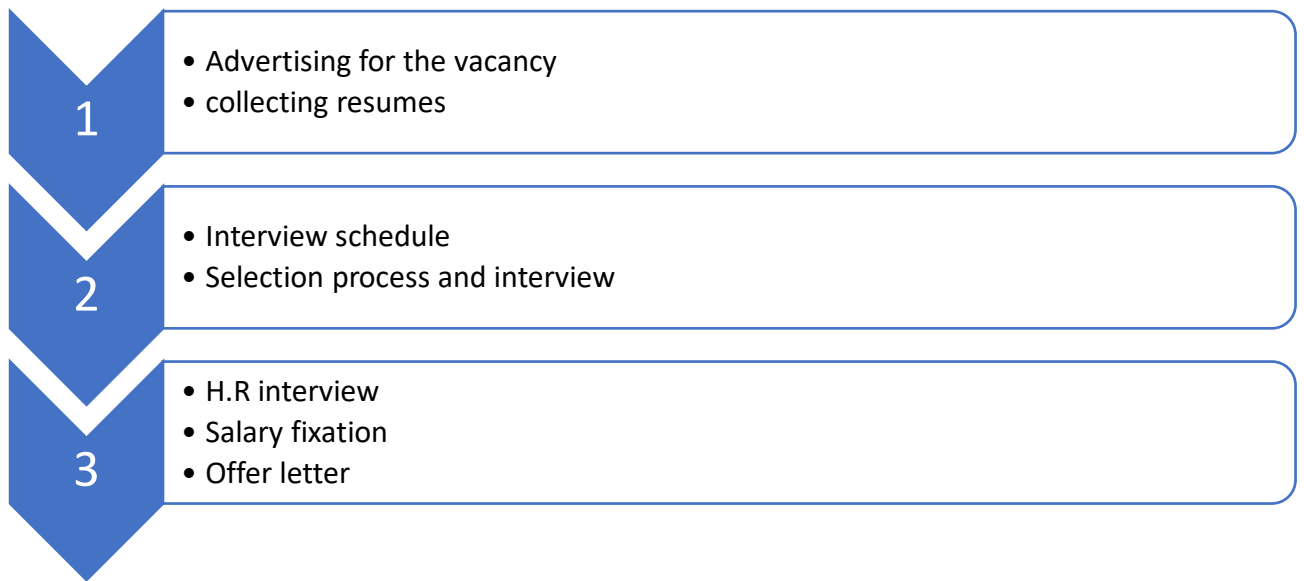 1
• Advertising for the vacancy
• collecting resumes
2
• Interview schedule
• Selection process and interview
3
• H.R interview
• Salary fixation
• Offer letter